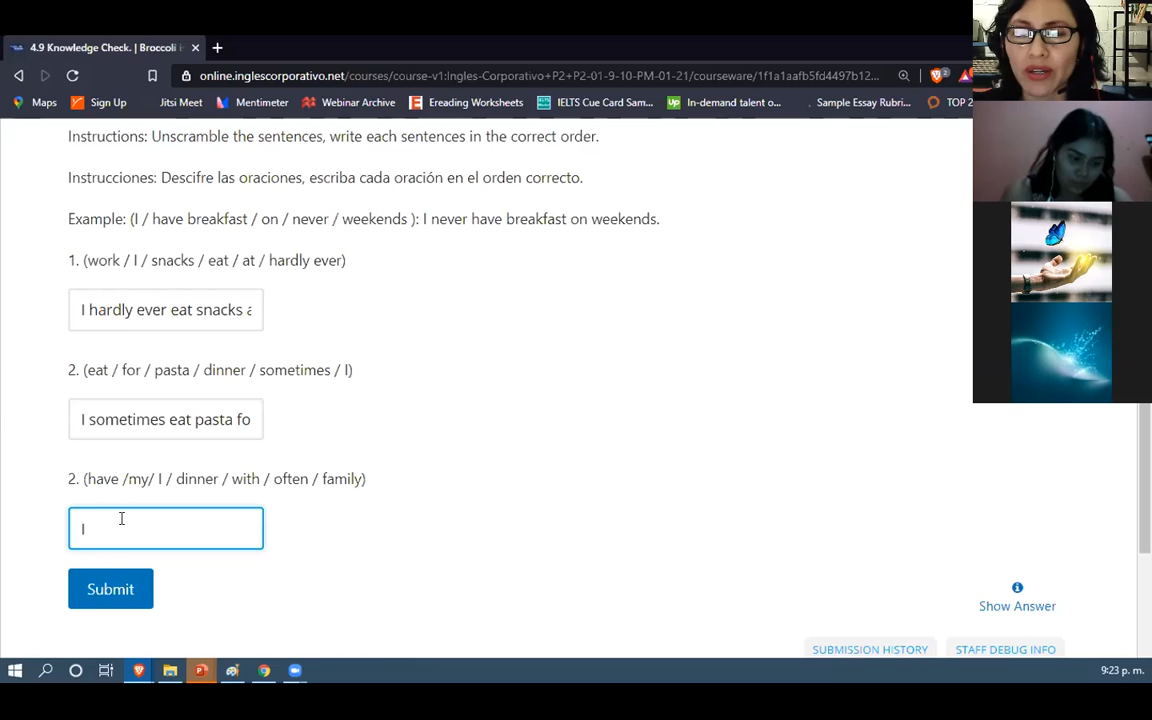 4.9 Knowledge Check. | Broccoli i
online.inglescorporativo.net/courses/course-v1:Ingles-Corporativo+P2+P2-01-9-10-PM-01-21/courseware/1f1a1aafb5fd4497b12...
Maps Sign Up Jitsi Meet Mentimeter Webinar Archive Ereading Worksheets IELTS Cue Card Sam... In-demand talent o... Sample Essay Rubri... TOP 2
Instructions: Unscramble the sentences, write each sentences in the correct order.
Instrucciones: Descifre las oraciones, escriba cada oración en el orden correcto.
Example: (I / have breakfast / on / never / weekends ): I never have breakfast on weekends.
1. (work / I / snacks / eat / at / hardly ever)
I hardly ever eat snacks a
2. (eat / for / pasta / dinner / sometimes / I)
I sometimes eat pasta fo
2. (have /my/ I / dinner / with / often / family)
I
Submit
Show Answer
SUBMISSION HISTORY STAFF DEBUG INFO
9:23 p. m.